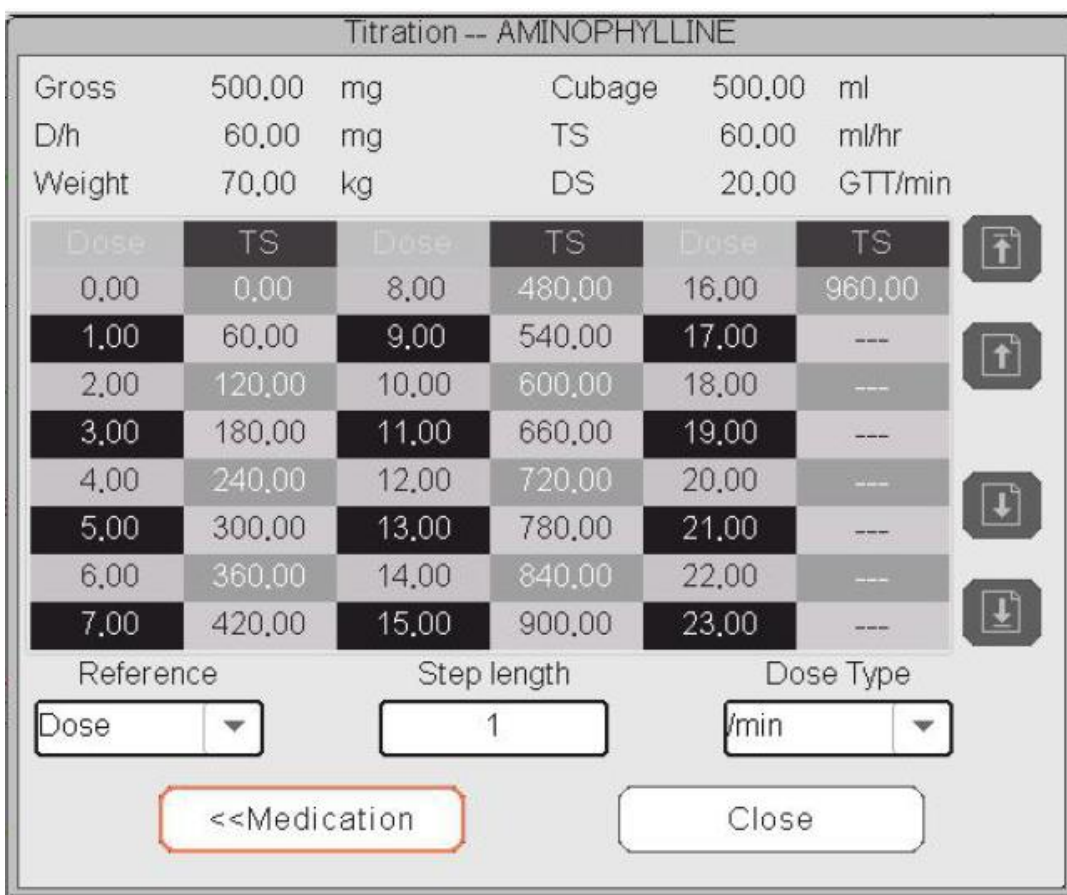 Titration -- AMINOPHYLLINE
Gross 500.00 mg Cubage 500.00 ml
D/h 60.00 mg TS 60.00 ml/hr
Weight 70.00 kg DS 20.00 GTT/min
Dose TS Dose TS Dose TS
0.00 0.00 8.00 480.00 16.00 960.00
1.00 60.00 9.00 540.00 17.00 ---
2.00 120.00 10.00 600.00 18.00 ---
3.00 180.00 11.00 660.00 19.00 ---
4.00 240.00 12.00 720.00 20.00 ---
5.00 300.00 13.00 780.00 21.00 ---
6.00 360.00 14.00 840.00 22.00 ---
7.00 420.00 15.00 900.00 23.00 ---
Reference Step length Dose Type
Dose 1 /min
<<Medication Close